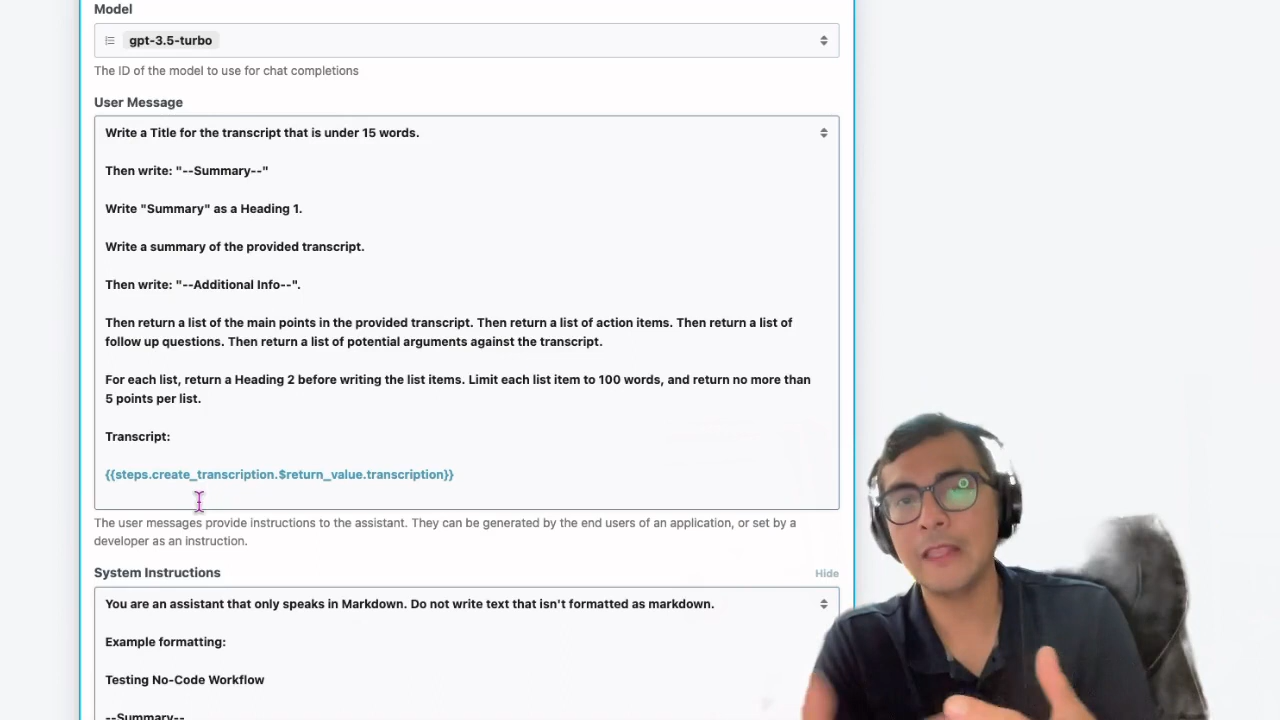 Model
gpt-3.5-turbo
The ID of the model to use for chat completions
User Message
Write a Title for the transcript that is under 15 words.
Then write: "--Summary--"
Write "Summary" as a Heading 1.
Write a summary of the provided transcript.
Then write: "--Additional Info--".
Then return a list of the main points in the provided transcript. Then return a list of action items. Then return a list of
follow up questions. Then return a list of potential arguments against the transcript.
For each list, return a Heading 2 before writing the list items. Limit each list item to 100 words, and return no more than
5 points per list.
Transcript:
{{steps.create_transcription.$return_value.transcription}}
The user messages provide instructions to the assistant. They can be generated by the end users of an application, or set by a
developer as an instruction.
System Instructions
Hide
You are an assistant that only speaks in Markdown. Do not write text that isn't formatted as markdown.
Example formatting:
Testing No-Code Workflow
--Summary--